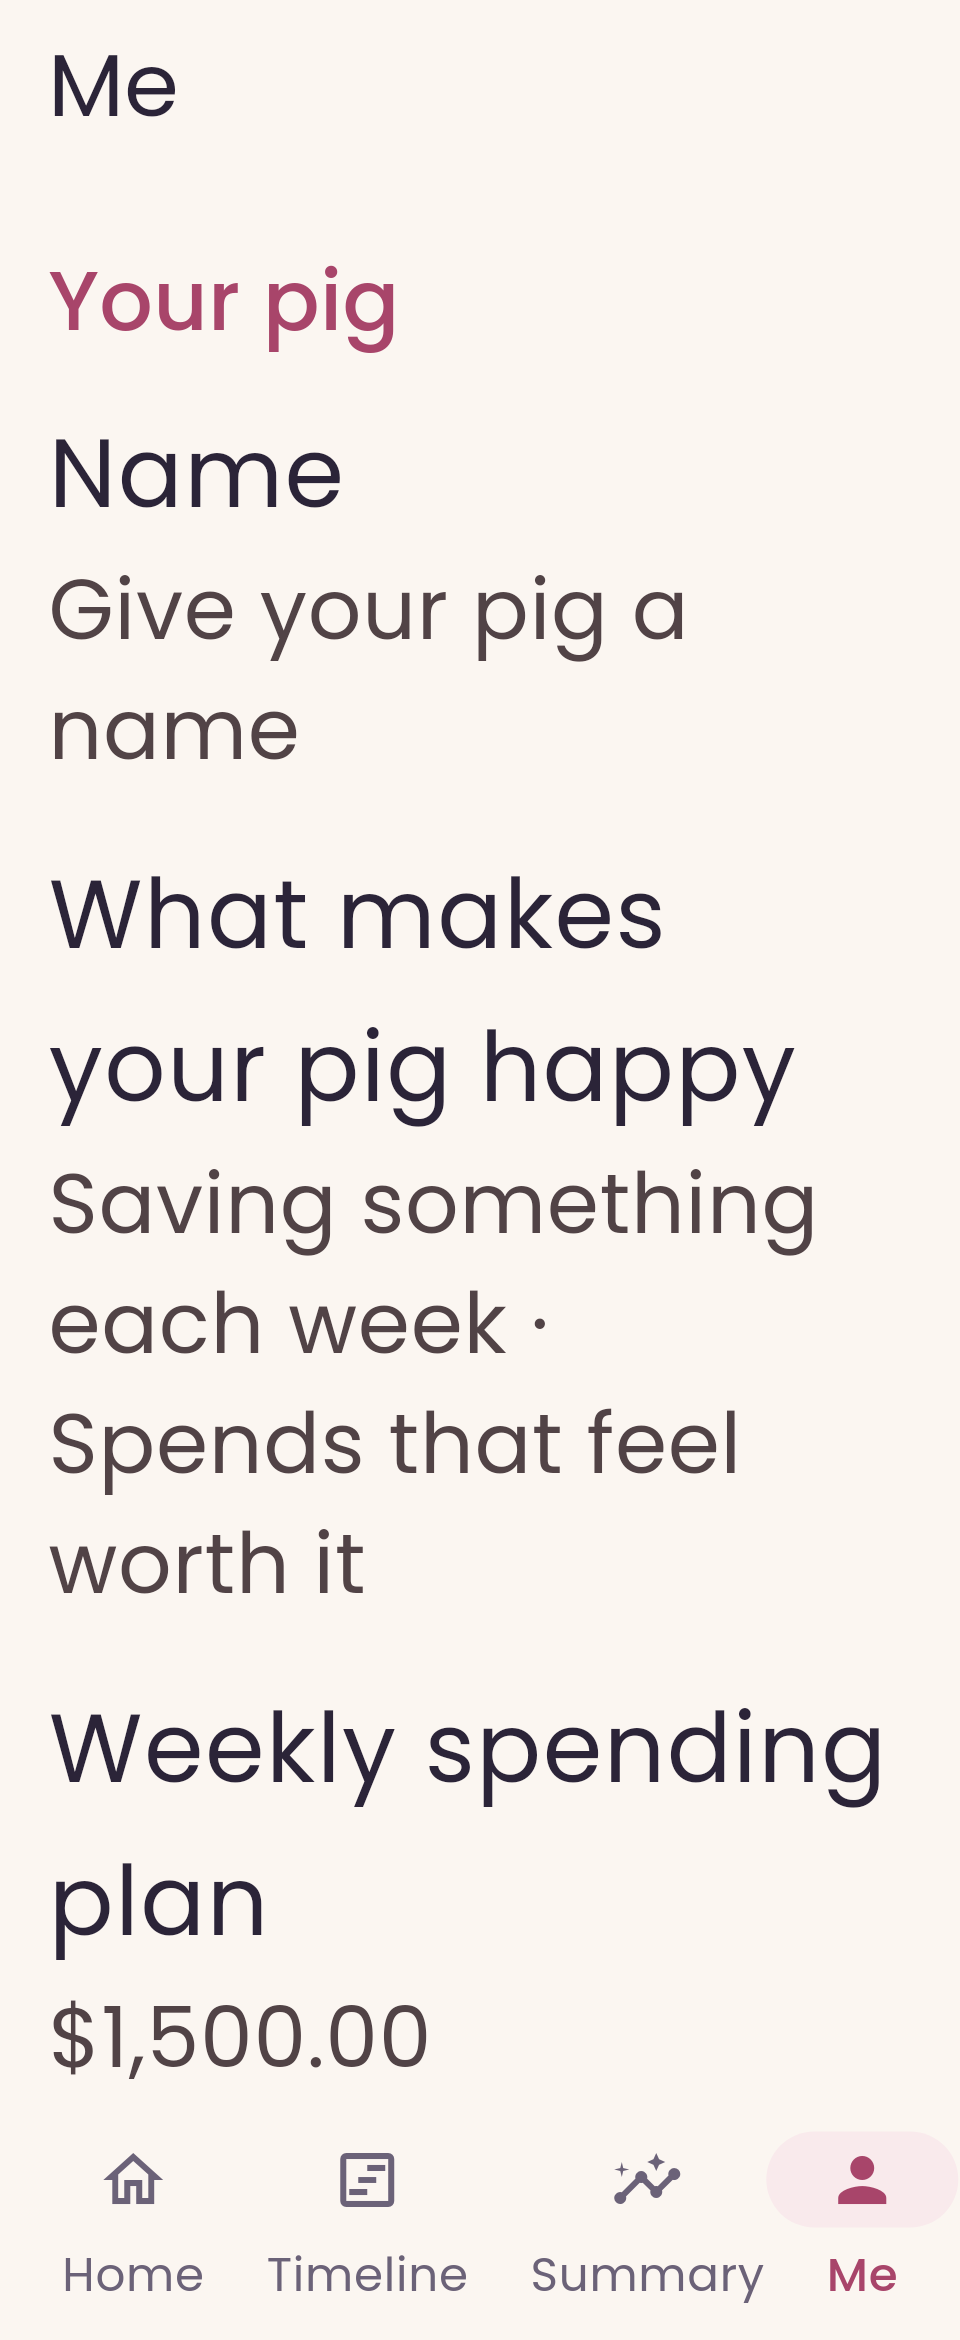 Me
Your pig
Name
Give your pig a
name
What makes
your pig happy
Saving something
each week ·
Spends that feel
worth it
Weekly spending
plan
$1,500.00
Home
Timeline
Summary
Me